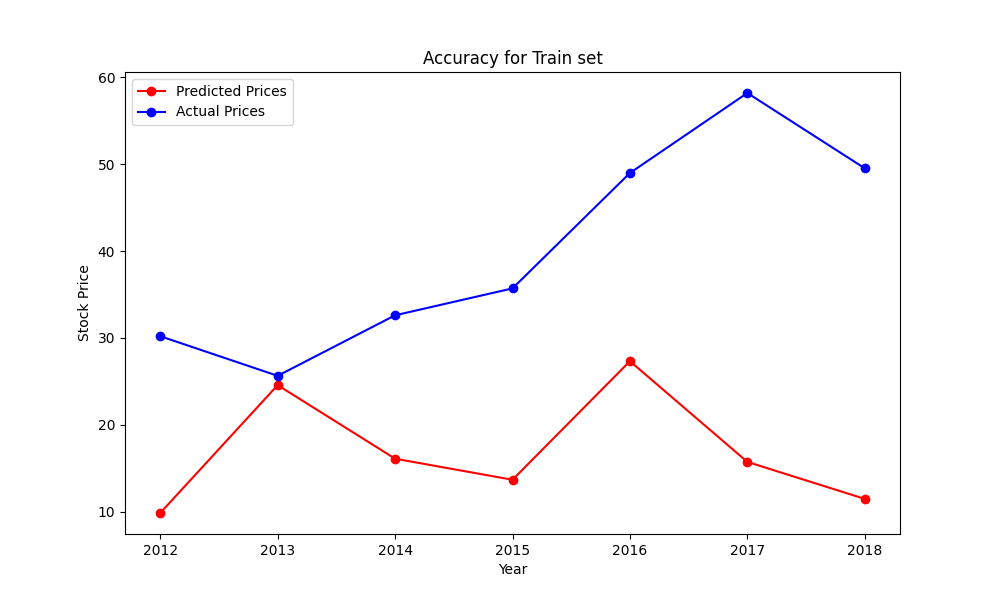 Accuracy for Train set
60
50
40
30
20
10
Stock Price
Predicted Prices
Actual Prices
2012 2013 2014 2015 2016 2017 2018
Year